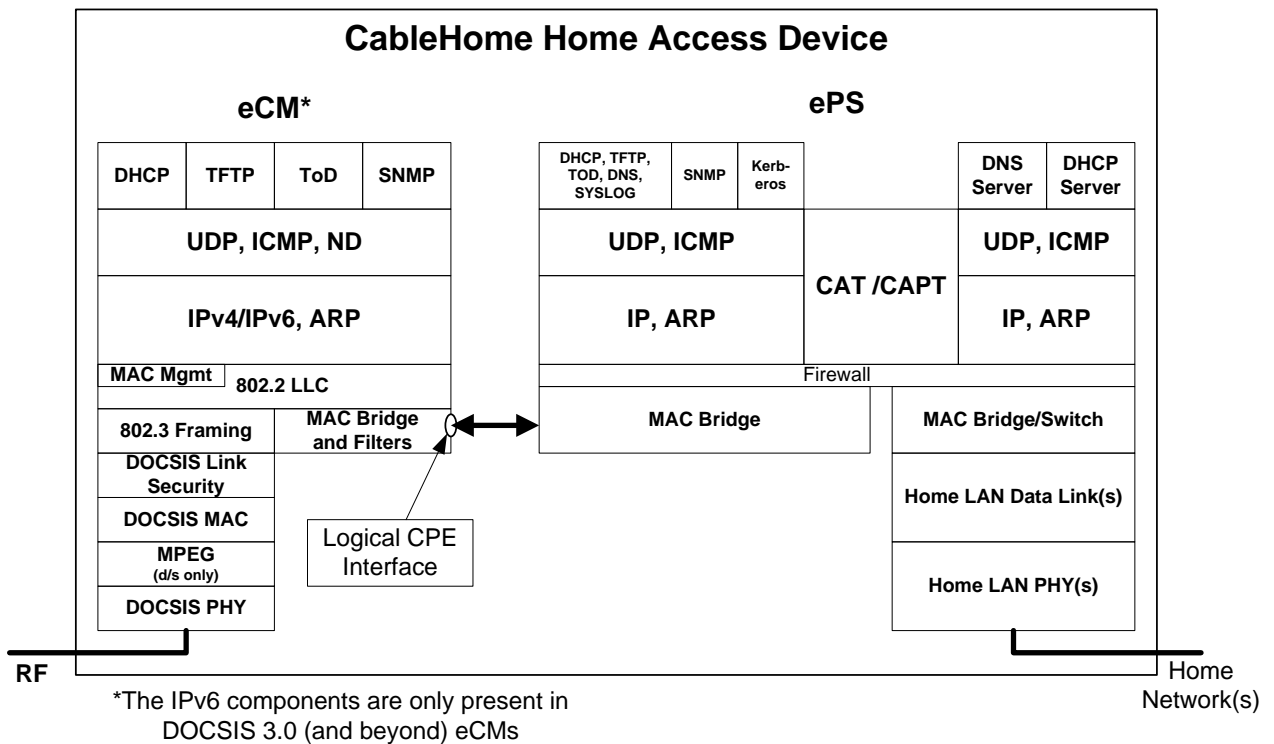 CableHome Home Access Device
eCM*
ePS
DHCP
TFTP
ToD
SNMP
UDP, ICMP, ND
IPv4/IPv6, ARP
MAC Mgmt
802.2 LLC
802.3 Framing
MAC Bridge
and Filters
DOCSIS Link
Security
DOCSIS MAC
MPEG
(d/s only)
DOCSIS PHY
Logical CPE
Interface
DHCP, TFTP,
TOD, DNS,
SYSLOG
SNMP
Kerb-
eros
DNS
Server
DHCP
Server
UDP, ICMP
CAT /CAPT
UDP, ICMP
IP, ARP
IP, ARP
Firewall
MAC Bridge
MAC Bridge/Switch
Home LAN Data Link(s)
Home LAN PHY(s)
RF
Home
Network(s)
*The IPv6 components are only present in
DOCSIS 3.0 (and beyond) eCMs